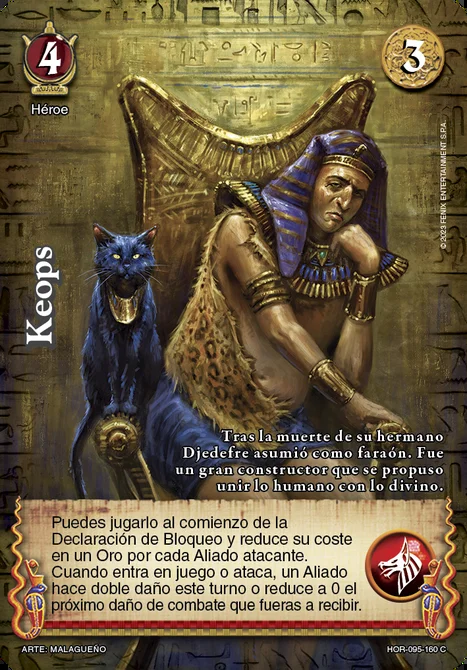 4
3
Héroe
© 2023 FENIX ENTERTAINMENT S.P.A.
Keops
Tras la muerte de su hermano
Djedefre asumió como faraón. Fue
un gran constructor que se propuso
unir lo humano con lo divino.
Puedes jugarlo al comienzo de la
Declaración de Bloqueo y reduce su coste
en un Oro por cada Aliado atacante.
Cuando entra en juego o ataca, un Aliado
hace doble daño este turno o reduce a 0 el
próximo daño de combate que fueras a recibir.
ARTE: MALAGUEÑO
HOR-095-160 C